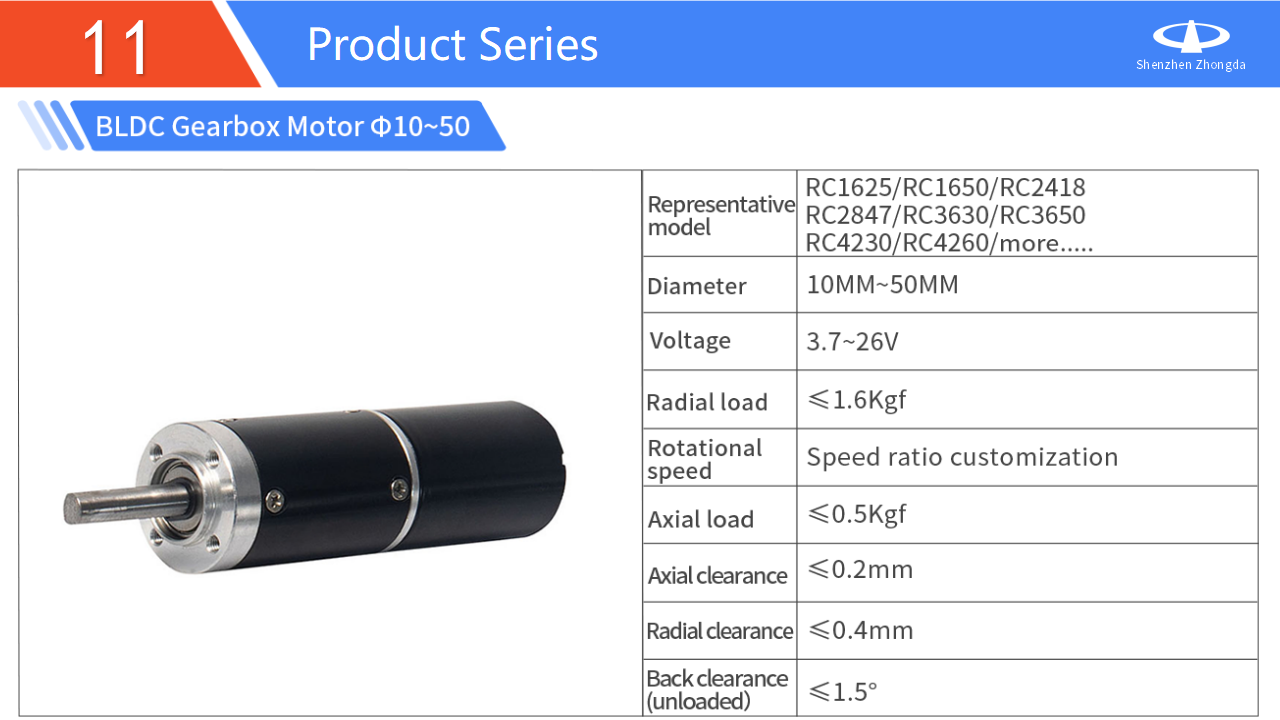 11
Product Series
Shenzhen Zhongda
BLDC Gearbox Motor Φ10~50
Representative
model
RC1625/RC1650/RC2418
RC2847/RC3630/RC3650
RC4230/RC4260/more.....
Diameter
10MM~50MM
Voltage
3.7~26V
Radial load
≤1.6Kgf
Rotational
speed
Speed ratio customization
Axial load
≤0.5Kgf
Axial clearance
≤0.2mm
Radial clearance
≤0.4mm
Back clearance
(unloaded）
≤1.5°